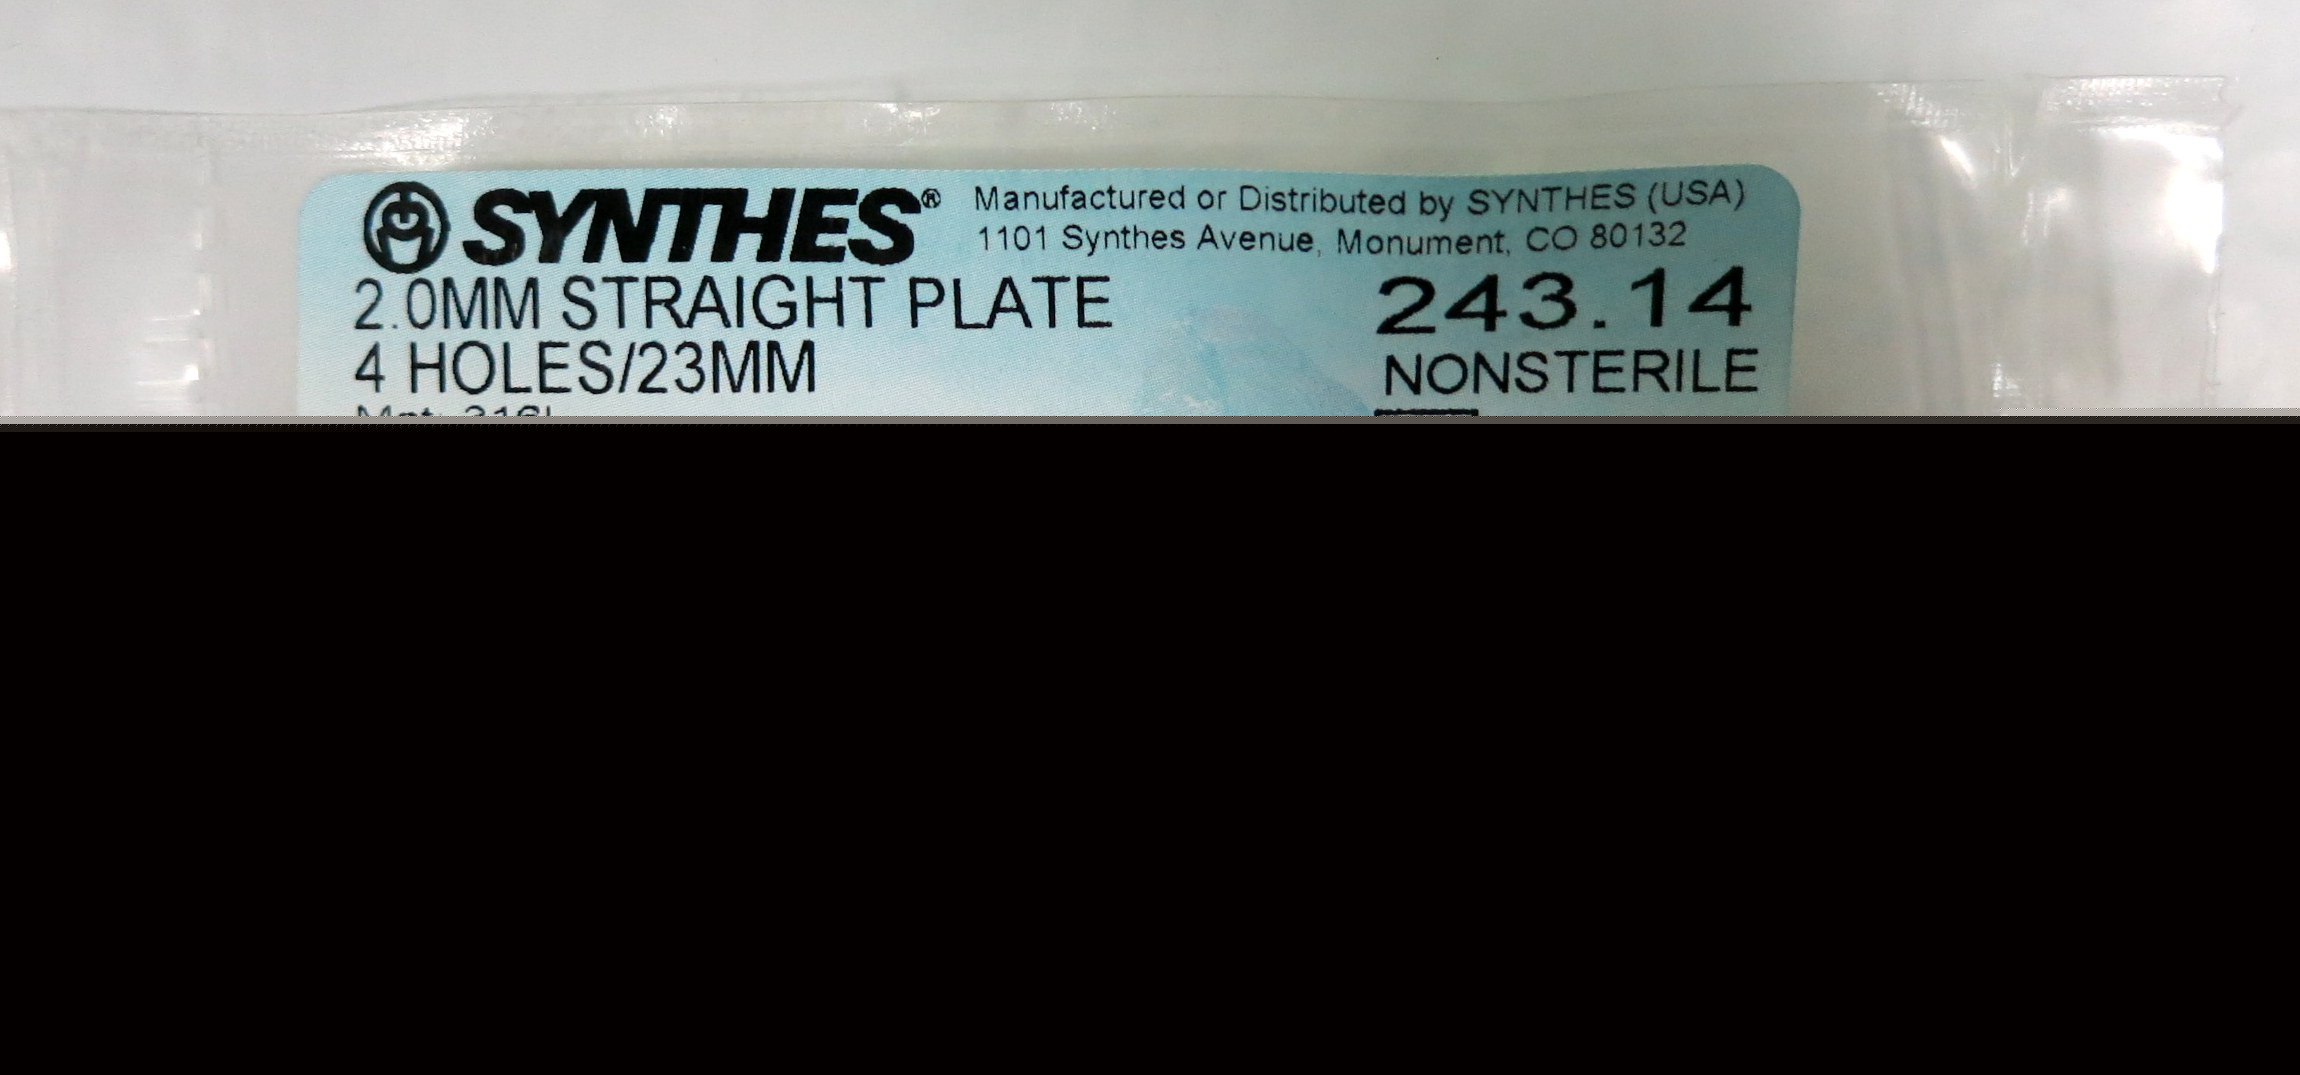 SYNTHES® Manufactured or Distributed by SYNTHES (USA)
1101 Synthes Avenue, Monument, CO 80132
2.0MM STRAIGHT PLATE 243.14
4 HOLES/23MM NONSTERILE